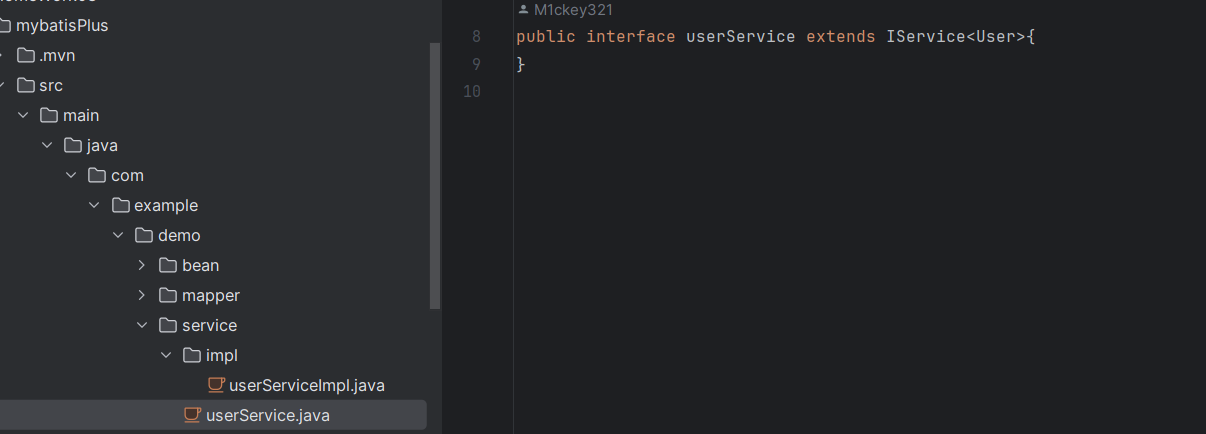 mybatisPlus
.mvn
src
main
java
com
example
demo
bean
mapper
service
impl
userServiceImpl.java
userService.java
M1ckey321
8 public interface userService extends IService<User>{
9 }
10